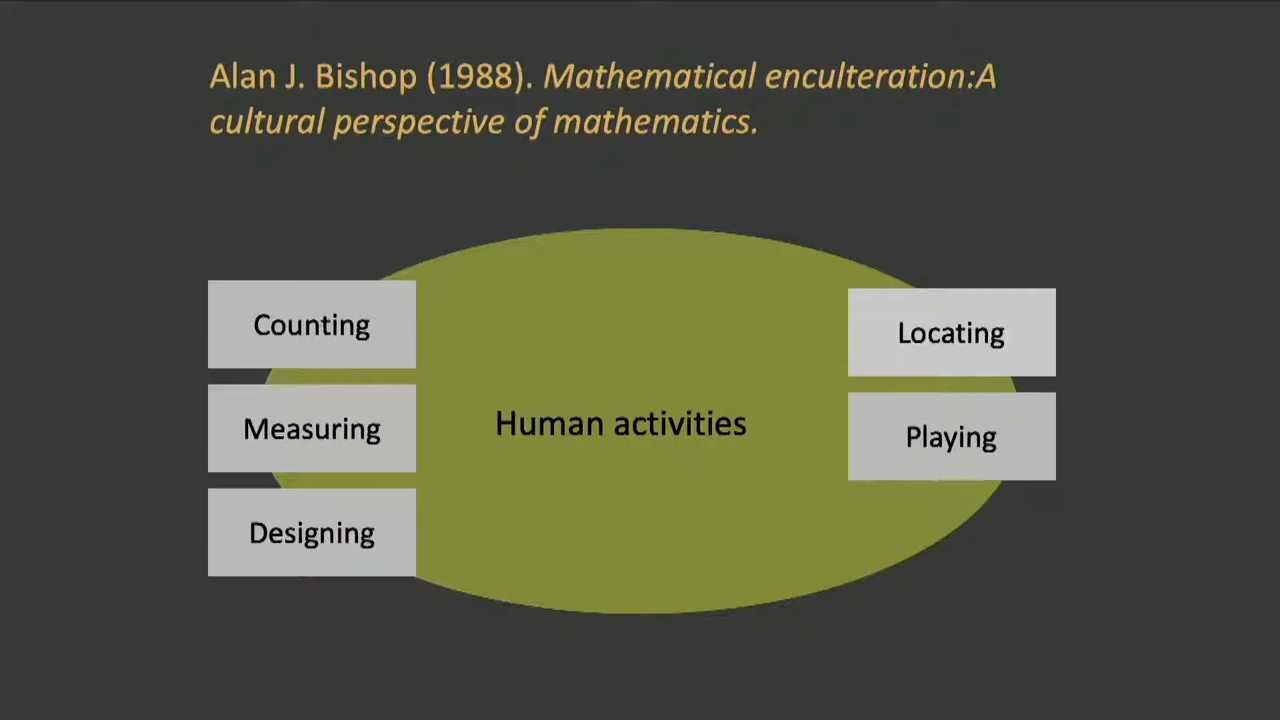 Alan J. Bishop (1988). Mathematical enculteration:A
cultural perspective of mathematics.
Counting
Measuring
Designing
Human activities
Locating
Playing